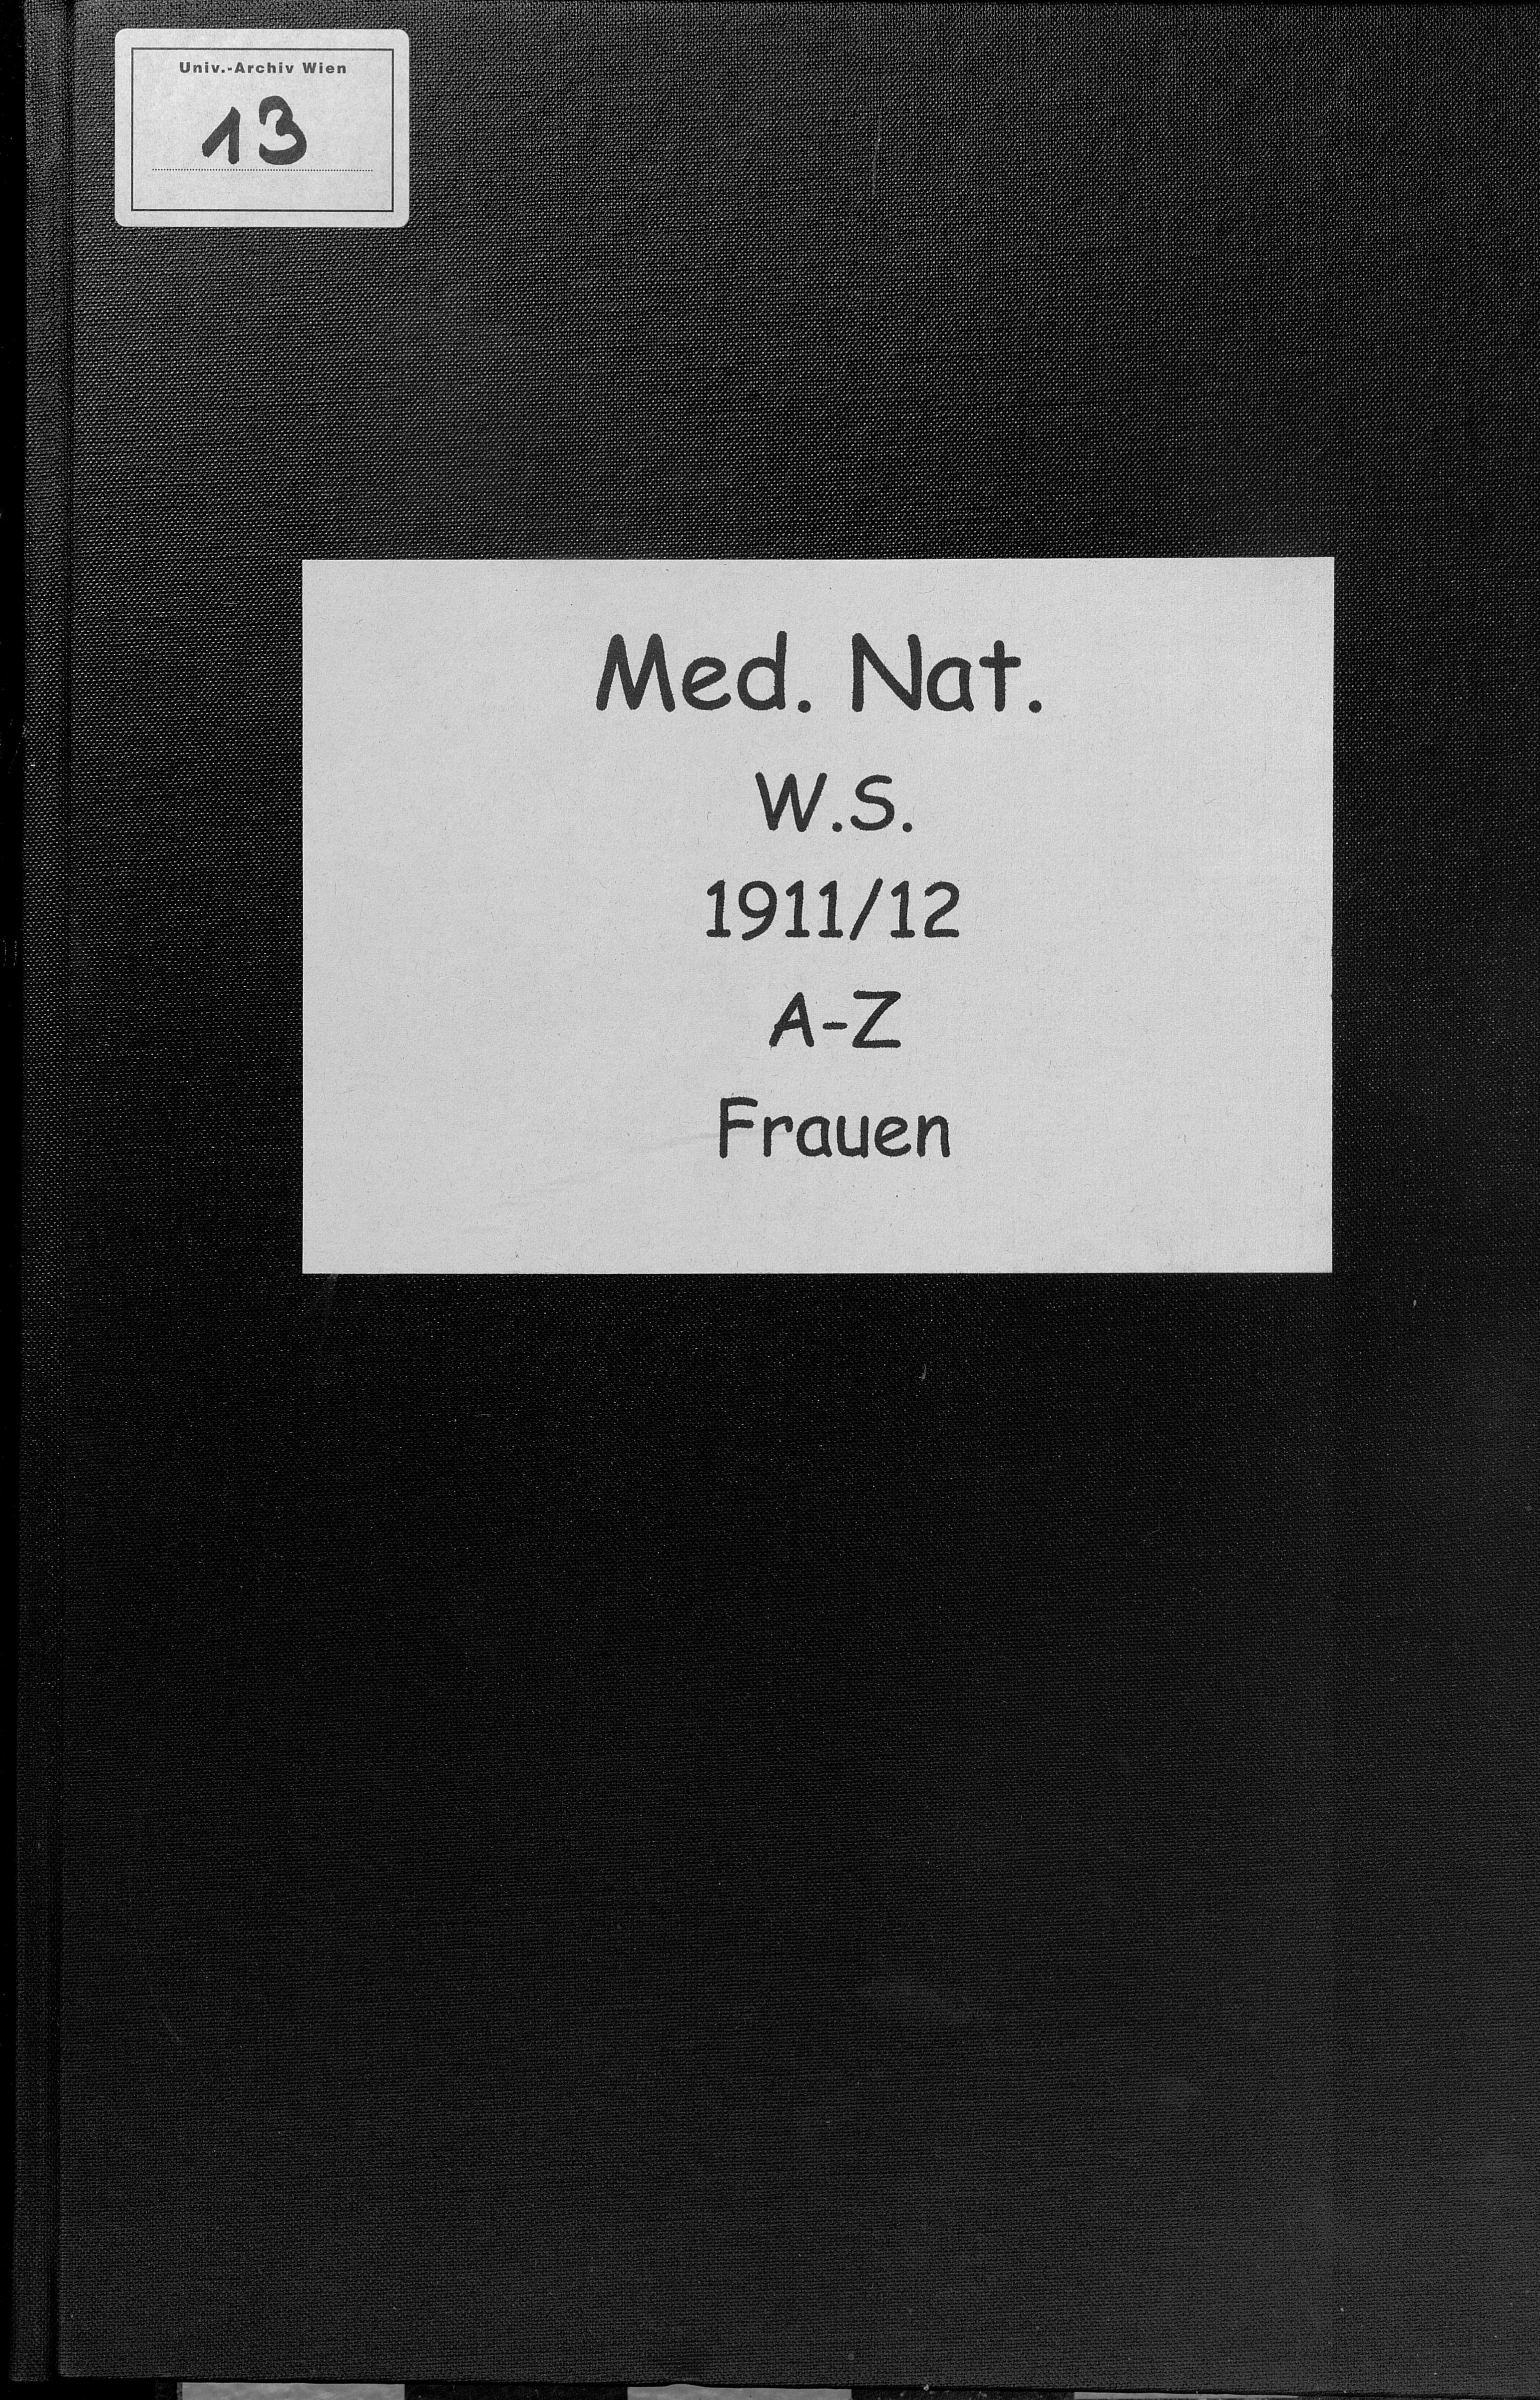 Univ.-Archiv Wien
13
Med. Nat.
W.S.
1911/12
A-Z
Frauen